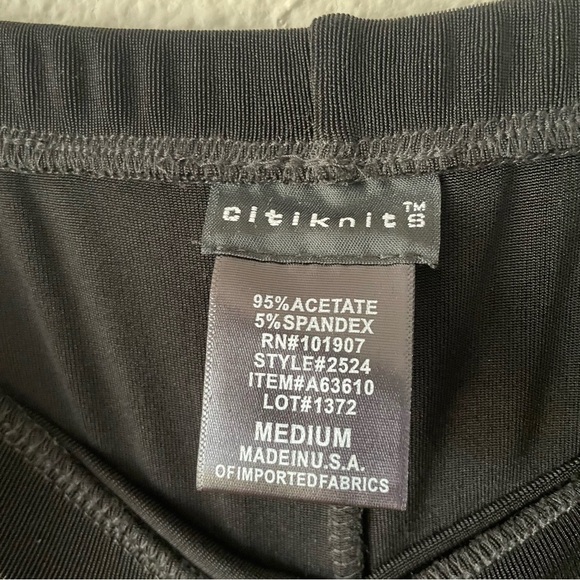 citiknits™
95%ACETATE
5%SPANDEX
RN#101907
STYLE#2524
ITEM#A63610
LOT#1372
MEDIUM
MADEINU.S.A.
OFIMPORTEDFABRICS